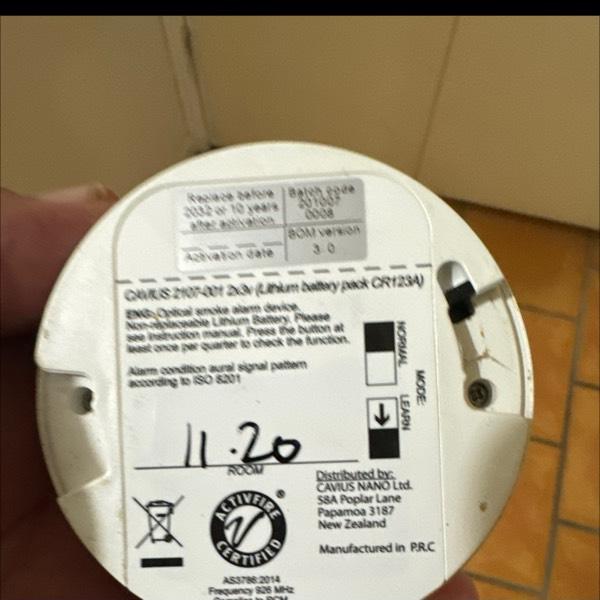 Replace before
2032 or 10 years
after activation
Activation date
Batch code
201007
0008
BOM version
3.0
CAVIUS 2107-001 2x3v (Lithium battery pack CR123A)
ENG: Optical smoke alarm device.
Non-replaceable Lithium Battery. Please
see instruction manual. Press the button at
least once per quarter to check the function.
Alarm condition aural signal pattern
according to ISO 8201
NORMAL
MODE:
LEARN
11.20
ROOM
ACTIVFIRE
CERTIFIED
®
Distributed by:
CAVIUS NANO Ltd.
58A Poplar Lane
Papamoa 3187
New Zealand
Manufactured in P.R.C
AS3786:2014
Frequency 926 MHz
Complies to RCM